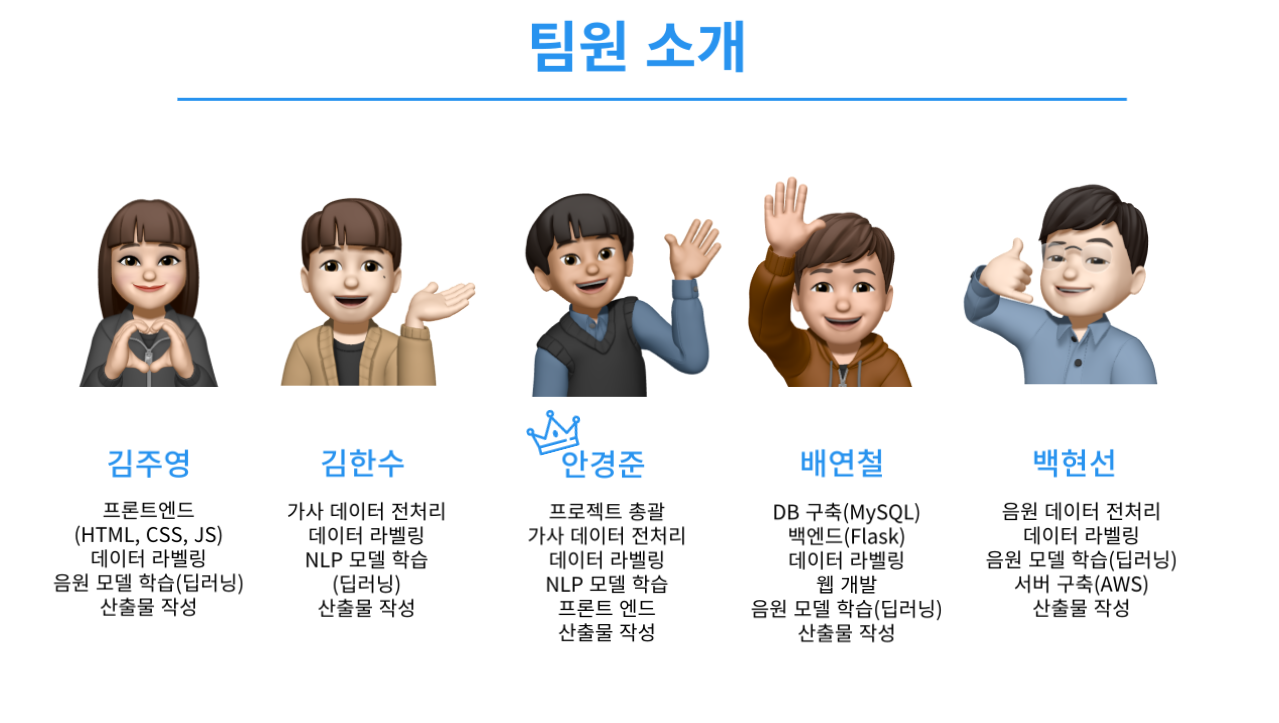 팀원 소개
김주영
프론트엔드
(HTML, CSS, JS)
데이터 라벨링
음원 모델 학습(딥러닝)
산출물 작성
김한수
가사 데이터 전처리
데이터 라벨링
NLP 모델 학습
(딥러닝)
산출물 작성
안경준
프로젝트 총괄
가사 데이터 전처리
데이터 라벨링
NLP 모델 학습
프론트 엔드
산출물 작성
배연철
DB 구축(MySQL)
백엔드(Flask)
데이터 라벨링
웹 개발
음원 모델 학습(딥러닝)
산출물 작성
백현선
음원 데이터 전처리
데이터 라벨링
음원 모델 학습(딥러닝)
서버 구축(AWS)
산출물 작성